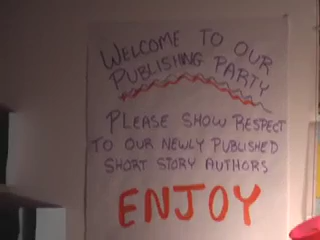 WELCOME TO OUR
PUBLISHING PARTY
PLEASE SHOW RESPECT
TO OUR NEWLY PUBLISHED
SHORT STORY AUTHORS
ENJOY